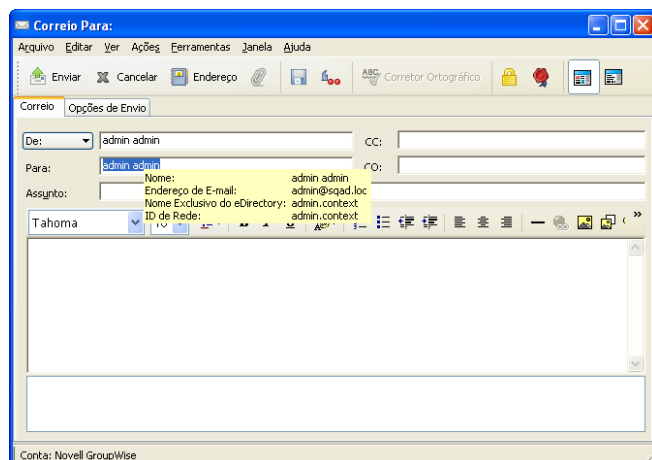 Correio Para:
Arquivo Editar Ver Ações Ferramentas Janela Ajuda
Enviar Cancelar Endereço ABC Corretor Ortográfico
Correio Opções de Envio
De: admin admin CC:
Para: admin admin CO:
Nome: admin admin
Endereço de E-mail: admin@sqad.loc
Nome Exclusivo do eDirectory: admin.context
ID de Rede: admin.context
Assunto:
Tahoma
Conta: Novell GroupWise